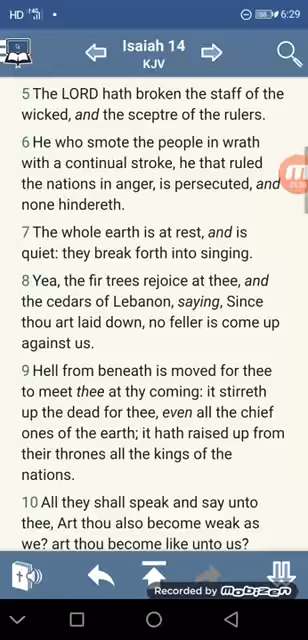 HD 6:29
Isaiah 14
KJV
5 The LORD hath broken the staff of the
wicked, and the sceptre of the rulers.
6 He who smote the people in wrath
with a continual stroke, he that ruled
the nations in anger, is persecuted, and
none hindereth.
7 The whole earth is at rest, and is
quiet: they break forth into singing.
8 Yea, the fir trees rejoice at thee, and
the cedars of Lebanon, saying, Since
thou art laid down, no feller is come up
against us.
9 Hell from beneath is moved for thee
to meet thee at thy coming: it stirreth
up the dead for thee, even all the chief
ones of the earth; it hath raised up from
their thrones all the kings of the
nations.
10 All they shall speak and say unto
thee, Art thou also become weak as
we? art thou become like unto us?
Recorded by mobizen